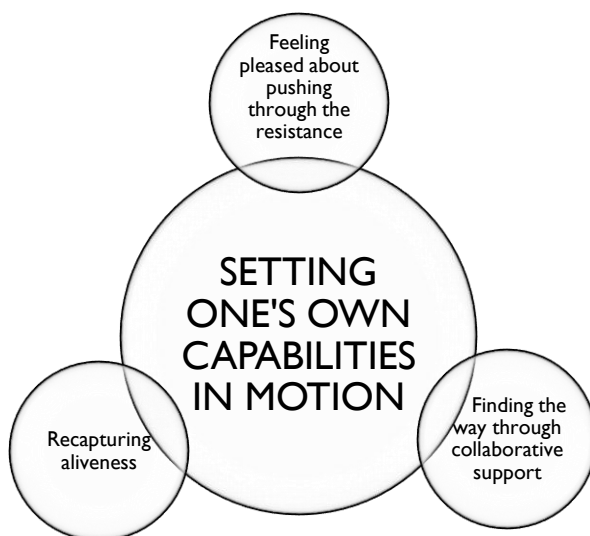 Feeling
pleased about
pushing
through the
resistance
SETTING
ONE'S OWN
CAPABILITIES
IN MOTION
Recapturing
aliveness
Finding the
way through
collaborative
support